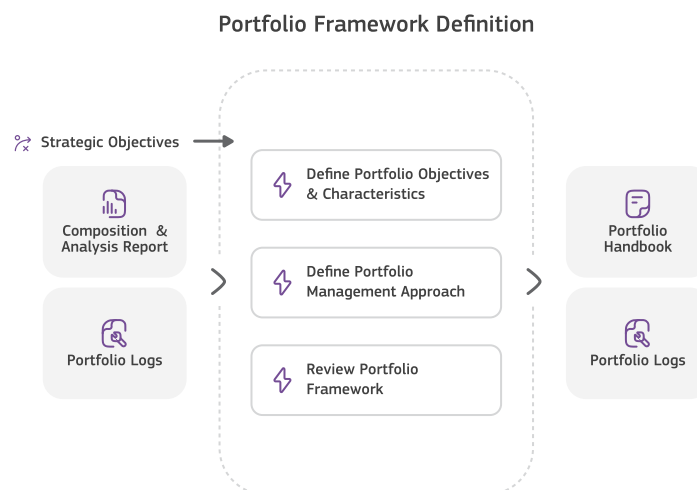 Portfolio Framework Definition
Strategic Objectives
Composition &
Analysis Report
Portfolio Logs
Define Portfolio Objectives
& Characteristics
Define Portfolio
Management Approach
Review Portfolio
Framework
Portfolio
Handbook
Portfolio Logs